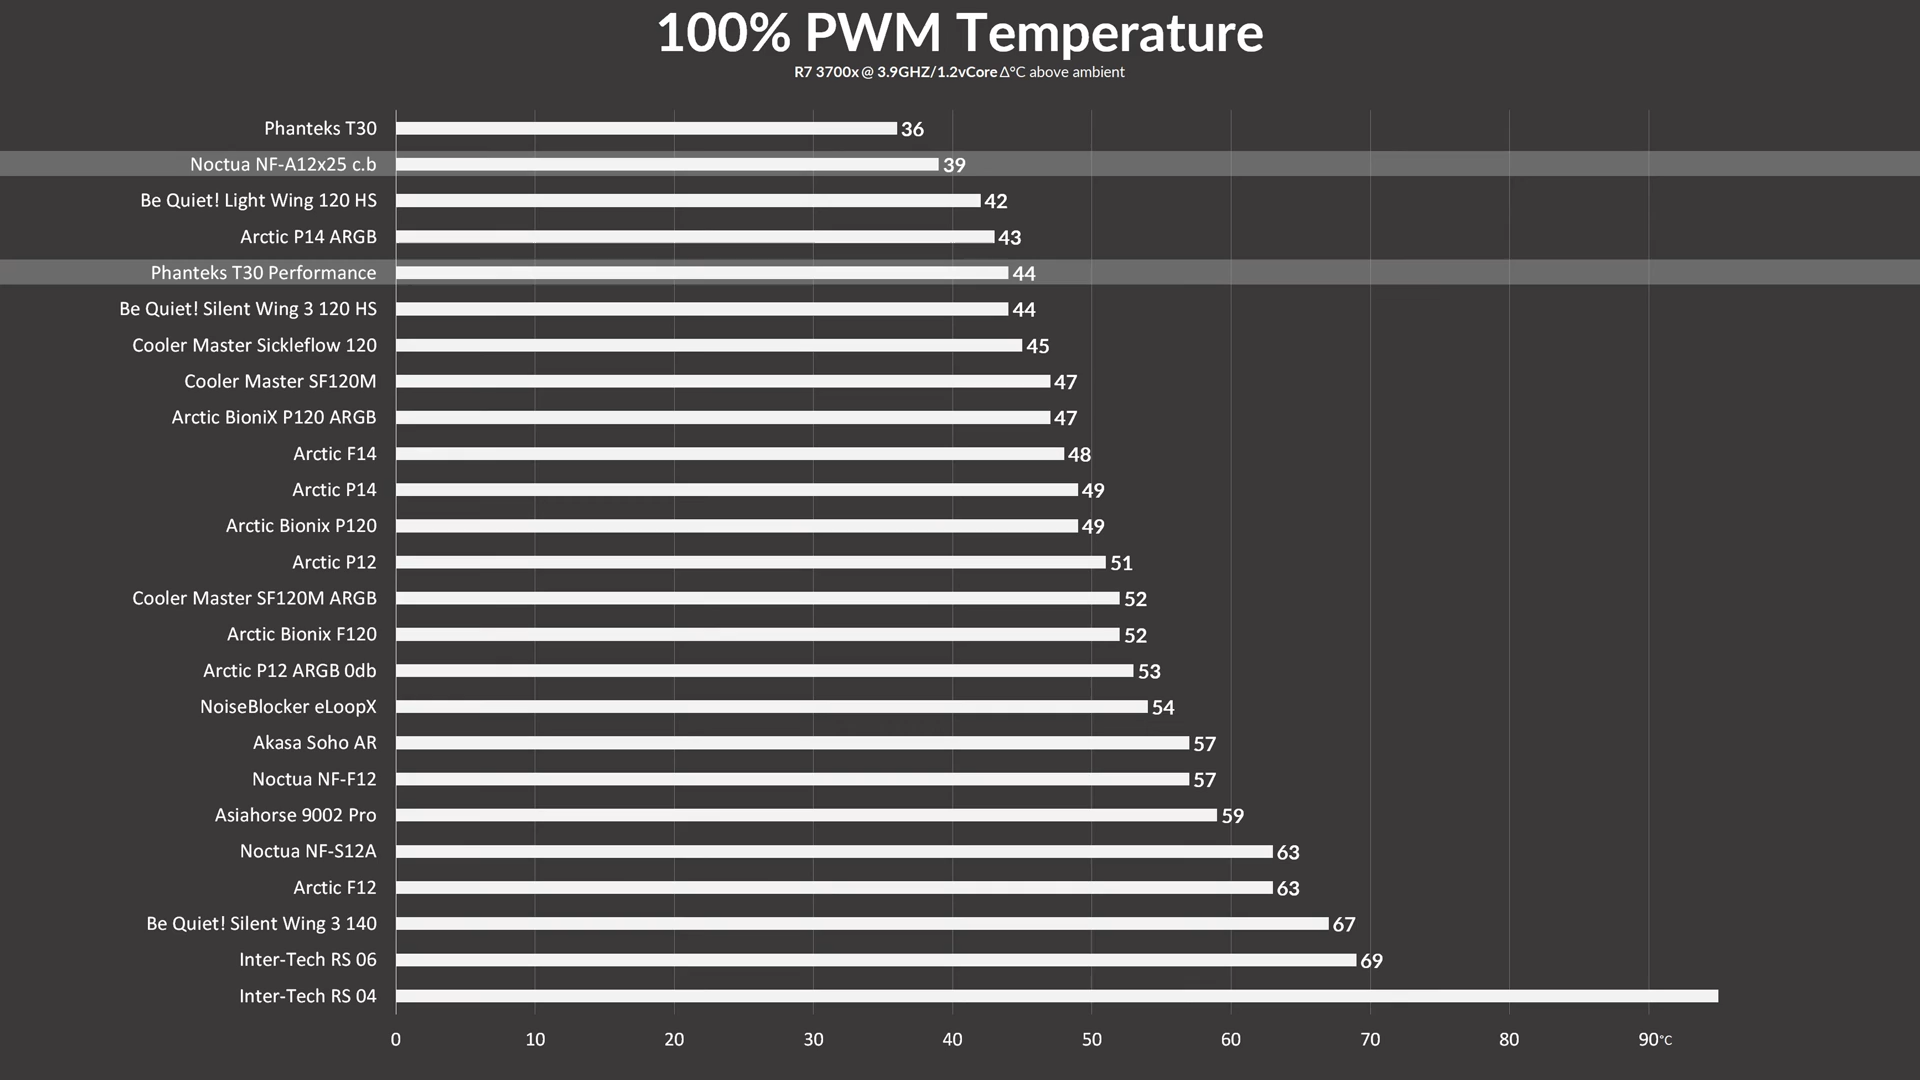 100% PWM Temperature
R7 3700x @ 3.9GHZ/1.2vCore Δ°C above ambient
Phanteks T30 36
Noctua NF-A12x25 c.b 39
Be Quiet! Light Wing 120 HS 42
Arctic P14 ARGB 43
Phanteks T30 Performance 44
Be Quiet! Silent Wing 3 120 HS 44
Cooler Master Sickleflow 120 45
Cooler Master SF120M 47
Arctic BioniX P120 ARGB 47
Arctic F14 48
Arctic P14 49
Arctic Bionix P120 49
Arctic P12 51
Cooler Master SF120M ARGB 52
Arctic Bionix F120 52
Arctic P12 ARGB 0db 53
NoiseBlocker eLoopX 54
Akasa Soho AR 57
Noctua NF-F12 57
Asiahorse 9002 Pro 59
Noctua NF-S12A 63
Arctic F12 63
Be Quiet! Silent Wing 3 140 67
Inter-Tech RS 06 69
Inter-Tech RS 04
0 10 20 30 40 50 60 70 80 90°C